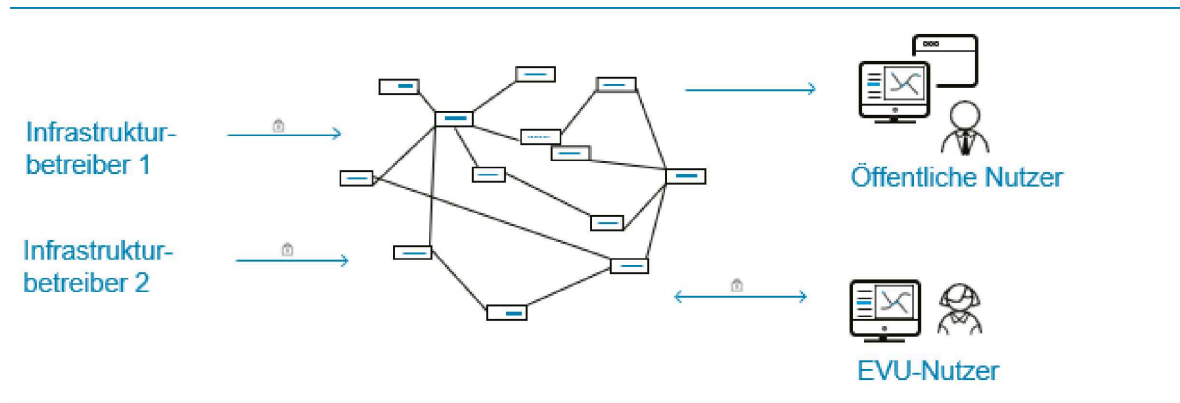 Infrastruktur-
betreiber 1
Öffentliche Nutzer
Infrastruktur-
betreiber 2
EVU-Nutzer